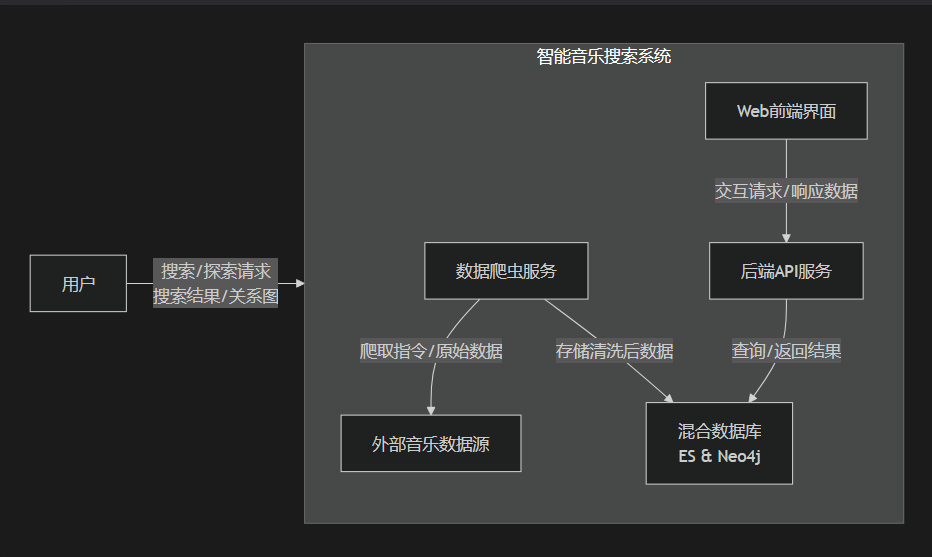 智能音乐搜索系统
Web前端界面
交互请求/响应数据
用户
搜索/探索请求
搜索结果/关系图
数据爬虫服务
后端API服务
爬取指令/原始数据
存储清洗后数据
查询/返回结果
外部音乐数据源
混合数据库
ES & Neo4j